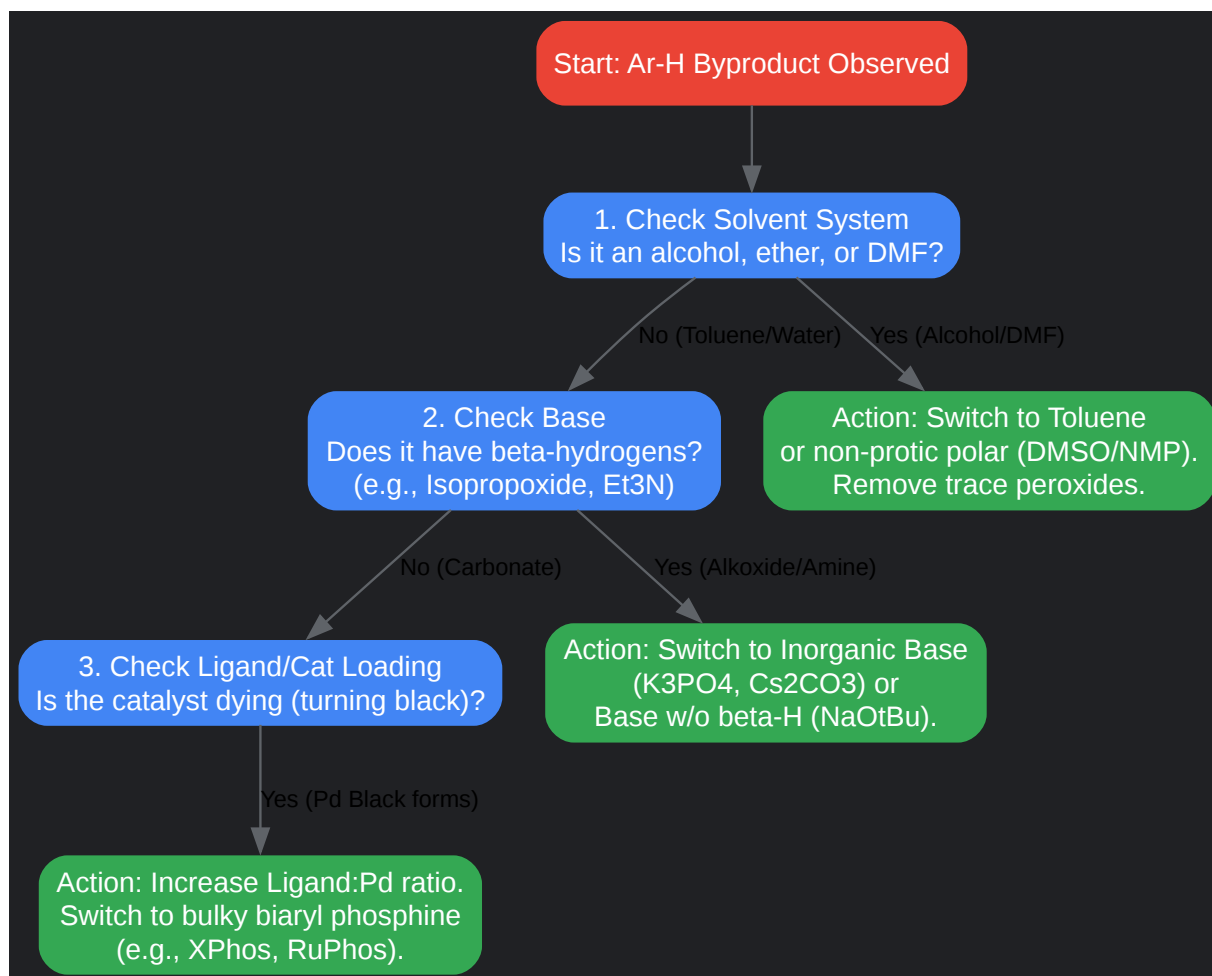 Start: Ar-H Byproduct Observed
1. Check Solvent System
Is it an alcohol, ether, or DMF?
No (Toluene/Water)
Yes (Alcohol/DMF)
2. Check Base
Does it have beta-hydrogens?
(e.g., Isopropoxide, Et3N)
Action: Switch to Toluene
or non-protic polar (DMSO/NMP).
Remove trace peroxides.
No (Carbonate)
Yes (Alkoxide/Amine)
3. Check Ligand/Cat Loading
Is the catalyst dying (turning black)?
Action: Switch to Inorganic Base
(K3PO4, Cs2CO3) or
Base w/o beta-H (NaOtBu).
Yes (Pd Black forms)
Action: Increase Ligand:Pd ratio.
Switch to bulky biaryl phosphine
(e.g., XPhos, RuPhos).